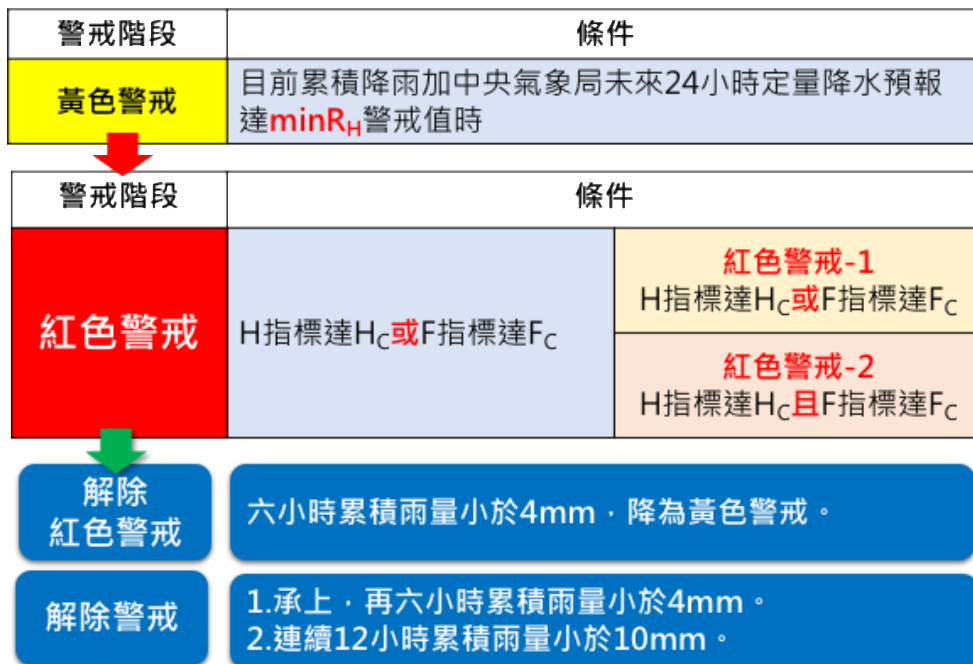 警戒階段
條件
黃色警戒
目前累積降雨加中央氣象局未來24小時定量降水預報
達minRH警戒值時
警戒階段
條件
紅色警戒
H指標達HC或F指標達FC
紅色警戒-1
H指標達HC或F指標達FC
紅色警戒-2
H指標達HC且F指標達FC
解除
紅色警戒
六小時累積雨量小於4mm，降為黃色警戒。
解除警戒
1.承上，再六小時累積雨量小於4mm。
2.連續12小時累積雨量小於10mm。